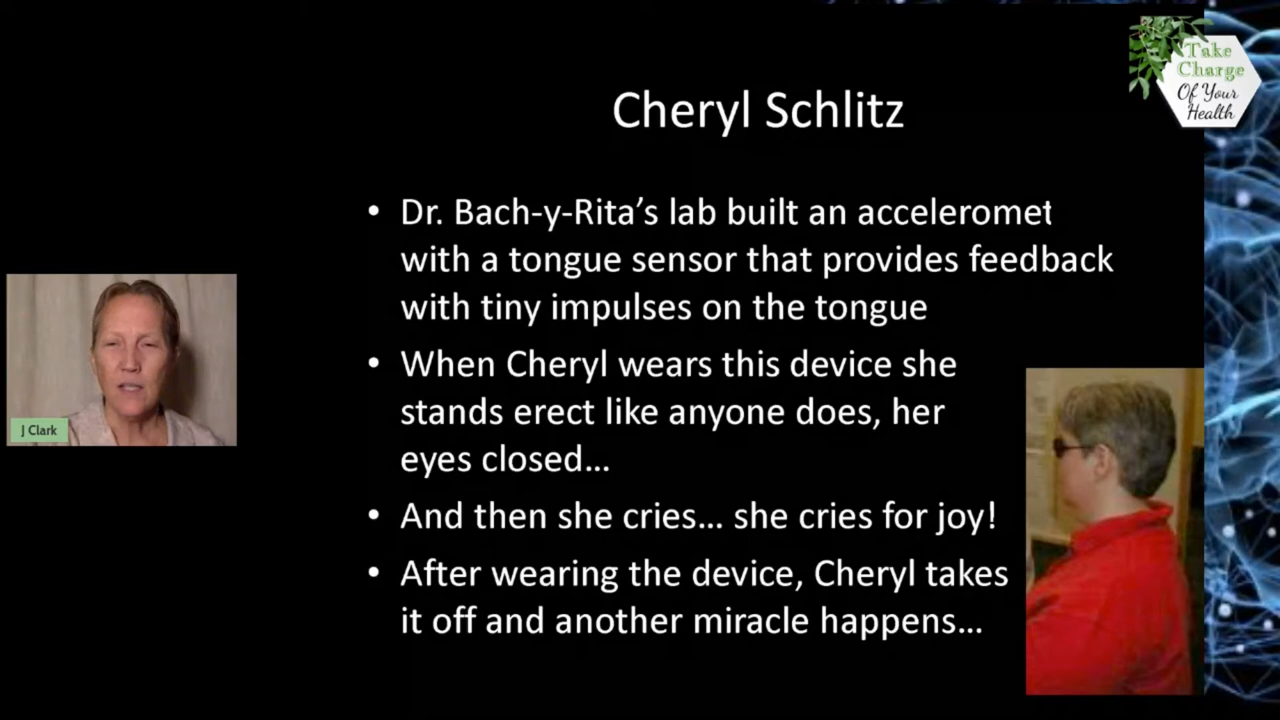 Take
Charge
Of Your
Health
Cheryl Schlitz
• Dr. Bach-y-Rita’s lab built an acceleromet
with a tongue sensor that provides feedback
with tiny impulses on the tongue
• When Cheryl wears this device she
stands erect like anyone does, her
eyes closed…
• And then she cries… she cries for joy!
• After wearing the device, Cheryl takes
it off and another miracle happens…
J Clark